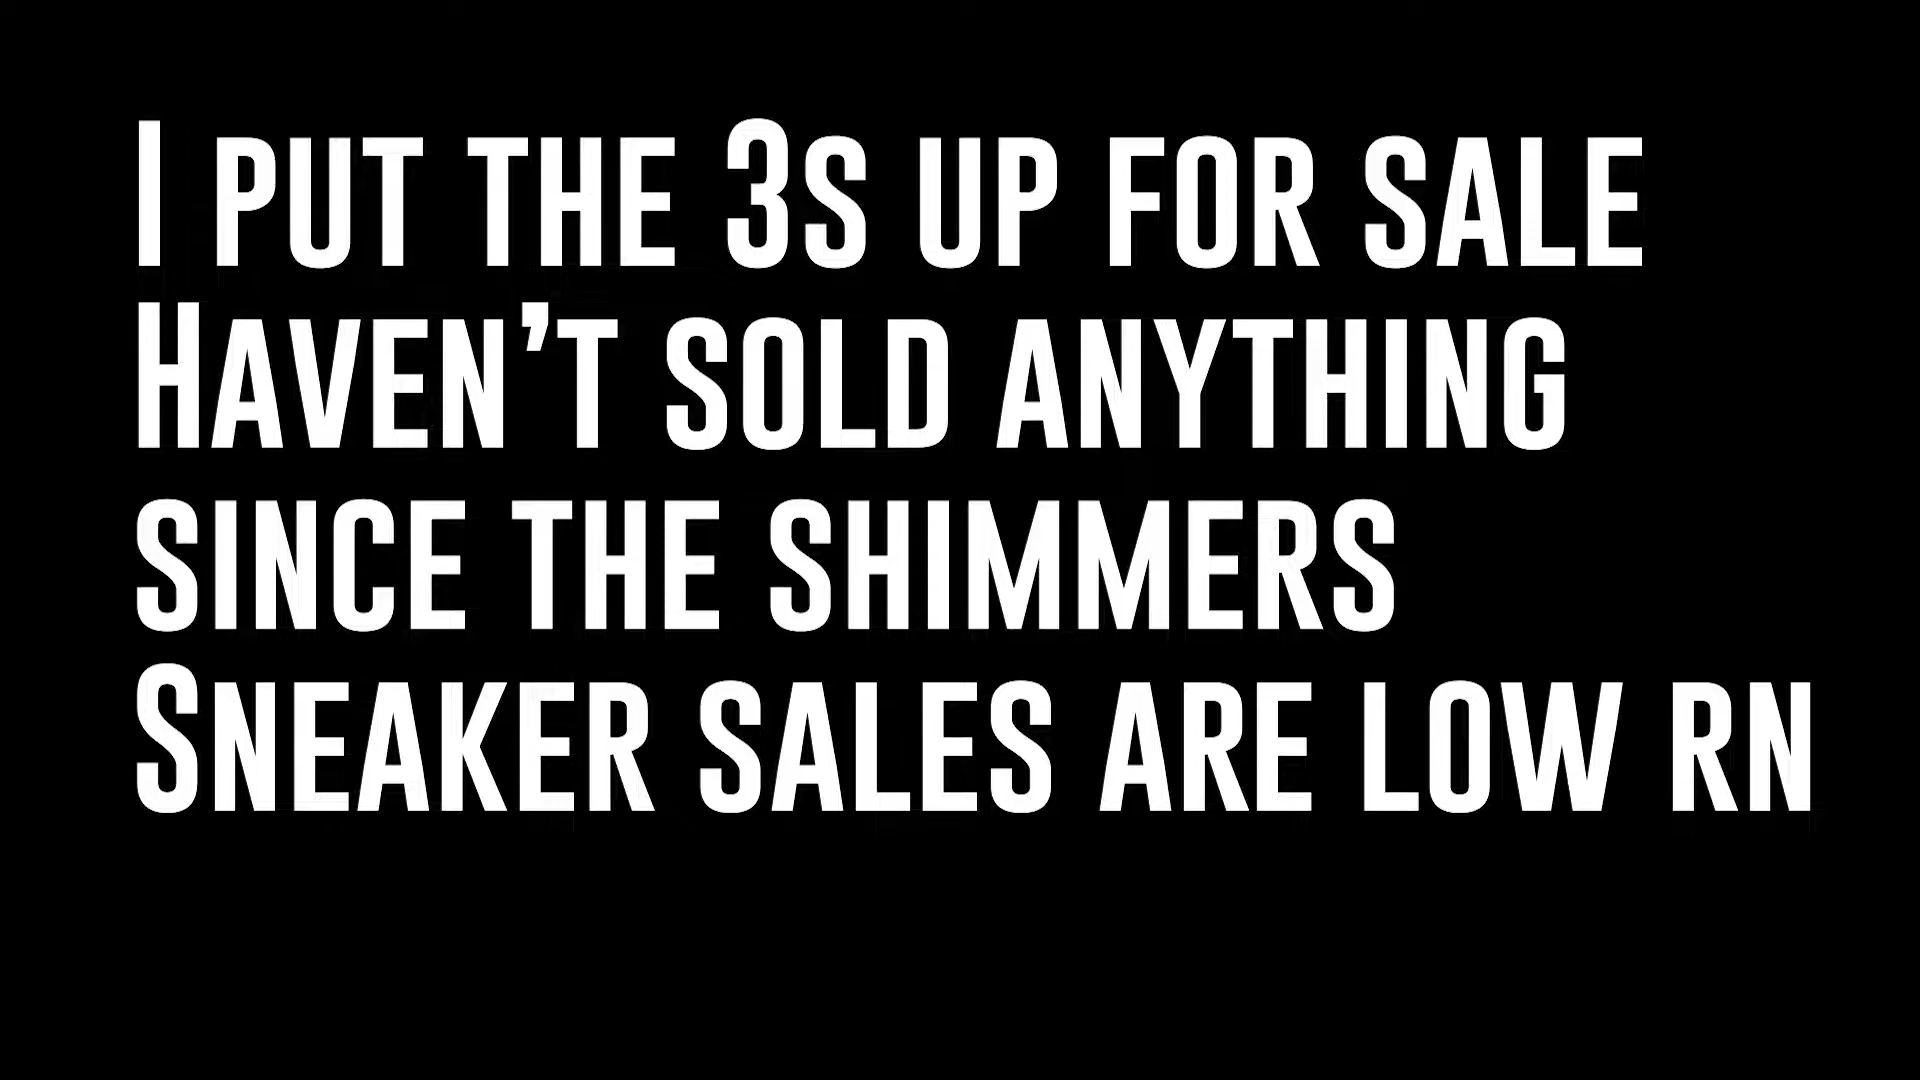 I put the 3s up for sale
Haven’t sold anything
since the shimmers
Sneaker sales are low rn